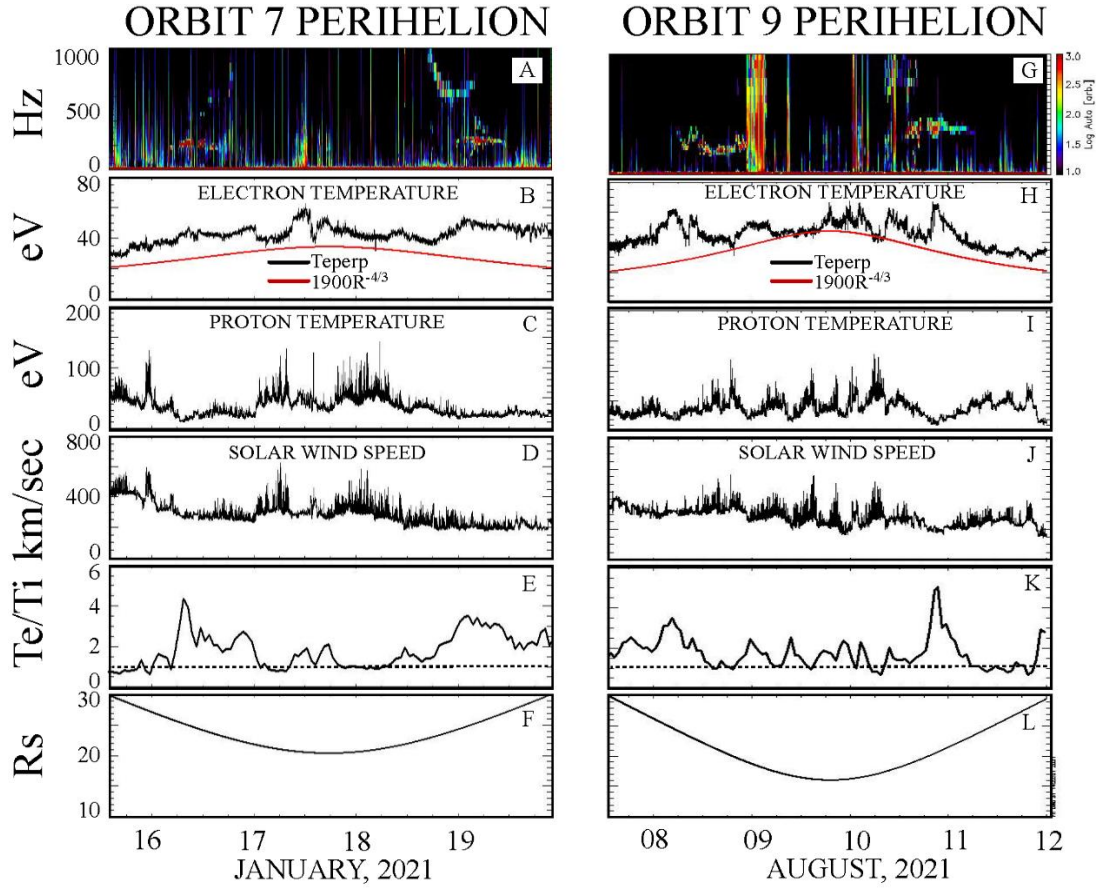 ORBIT 7 PERIHELION
ORBIT 9 PERIHELION
Hz
1000
500
0
A
G
3.0
2.5
2.0
1.5
1.0
Log Auto [arb.]
eV
80
40
0
ELECTRON TEMPERATURE
B
Teperp
1900R-4/3
ELECTRON TEMPERATURE
H
Teperp
1900R-4/3
eV
200
100
0
PROTON TEMPERATURE
C
PROTON TEMPERATURE
I
km/sec
800
400
0
SOLAR WIND SPEED
D
SOLAR WIND SPEED
J
Te/Ti
6
4
2
0
E
K
Rs
30
20
10
F
L
16 17 18 19
JANUARY, 2021
08 09 10 11 12
AUGUST, 2021